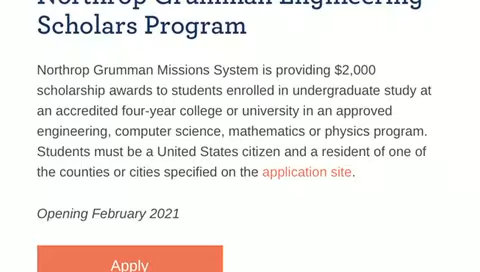 Northrop Grumman Engineering
Scholars Program
Northrop Grumman Missions System is providing $2,000
scholarship awards to students enrolled in undergraduate study at
an accredited four-year college or university in an approved
engineering, computer science, mathematics or physics program.
Students must be a United States citizen and a resident of one of
the counties or cities specified on the application site.
Opening February 2021
Apply